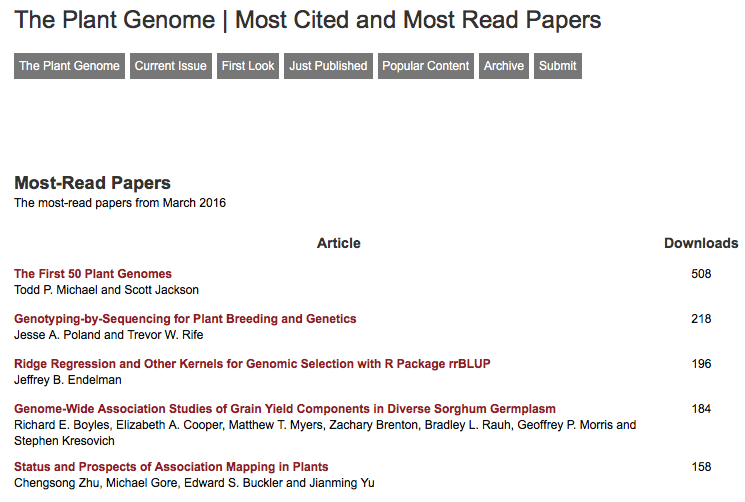 The Plant Genome | Most Cited and Most Read Papers
The Plant Genome Current Issue First Look Just Published Popular Content Archive Submit
Most-Read Papers
The most-read papers from March 2016
Article Downloads
The First 50 Plant Genomes 508
Todd P. Michael and Scott Jackson
Genotyping-by-Sequencing for Plant Breeding and Genetics 218
Jesse A. Poland and Trevor W. Rife
Ridge Regression and Other Kernels for Genomic Selection with R Package rrBLUP 196
Jeffrey B. Endelman
Genome-Wide Association Studies of Grain Yield Components in Diverse Sorghum Germplasm 184
Richard E. Boyles, Elizabeth A. Cooper, Matthew T. Myers, Zachary Brenton, Bradley L. Rauh, Geoffrey P. Morris and
Stephen Kresovich
Status and Prospects of Association Mapping in Plants 158
Chengsong Zhu, Michael Gore, Edward S. Buckler and Jianming Yu